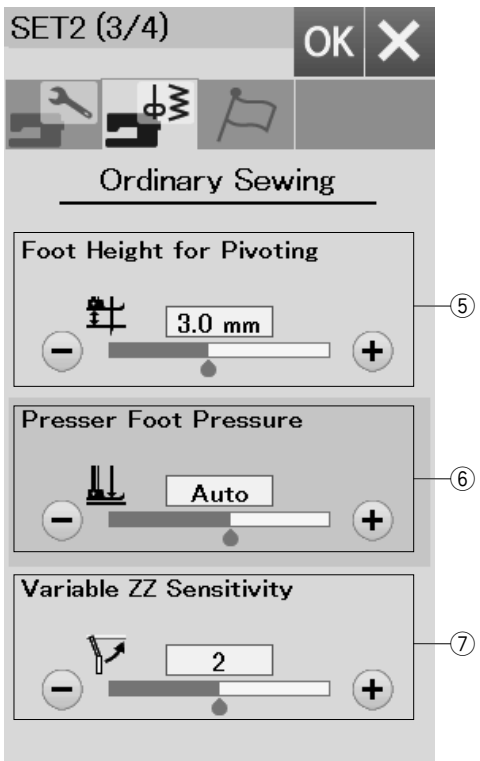 SET2 (3/4)
OK
Ordinary Sewing
Foot Height for Pivoting
3.0 mm
⑤
Presser Foot Pressure
Auto
⑥
Variable ZZ Sensitivity
2
⑦